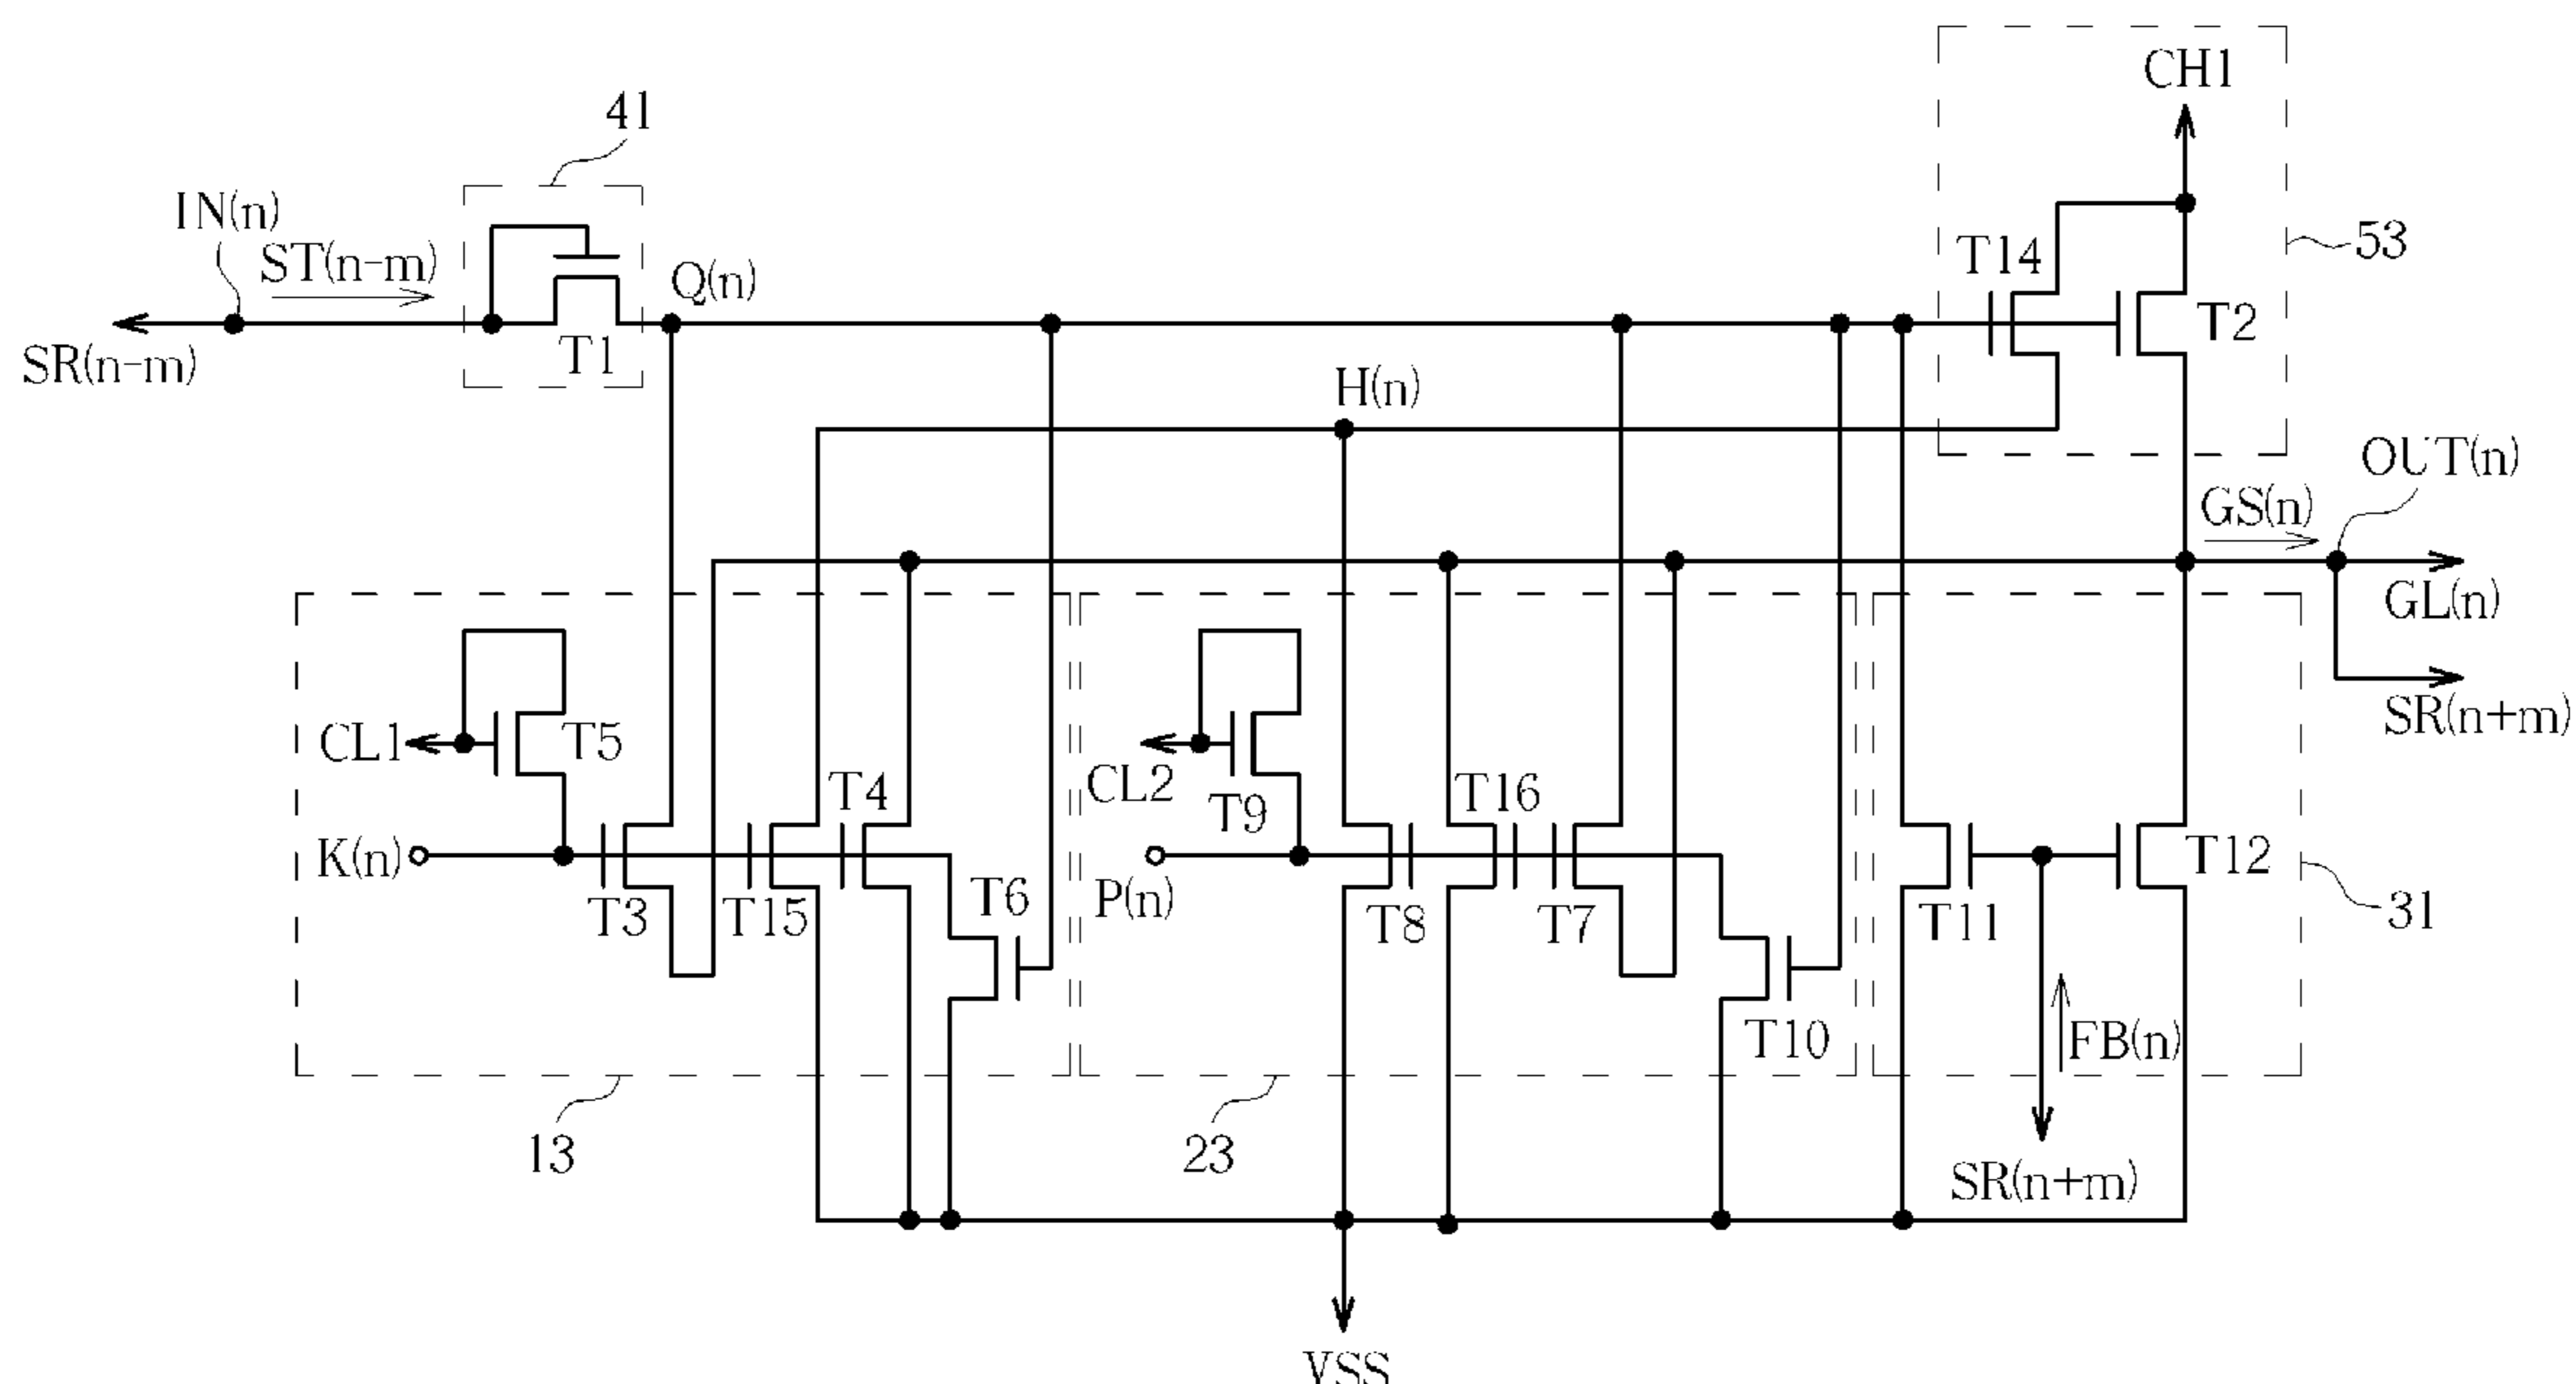 CH1
41
IN(n)
ST(n-m)
Q(n)
T14
53
T1
T2
SR(n-m)
H(n)
OUT(n)
GS(n)
GL(n)
SR(n+m)
CL1
T5
CL2
T9
T4
T16
K(n)
T3
T15
T6
P(n)
T8
T7
T11
T12
31
T10
FB(n)
13
23
SR(n+m)
VSS